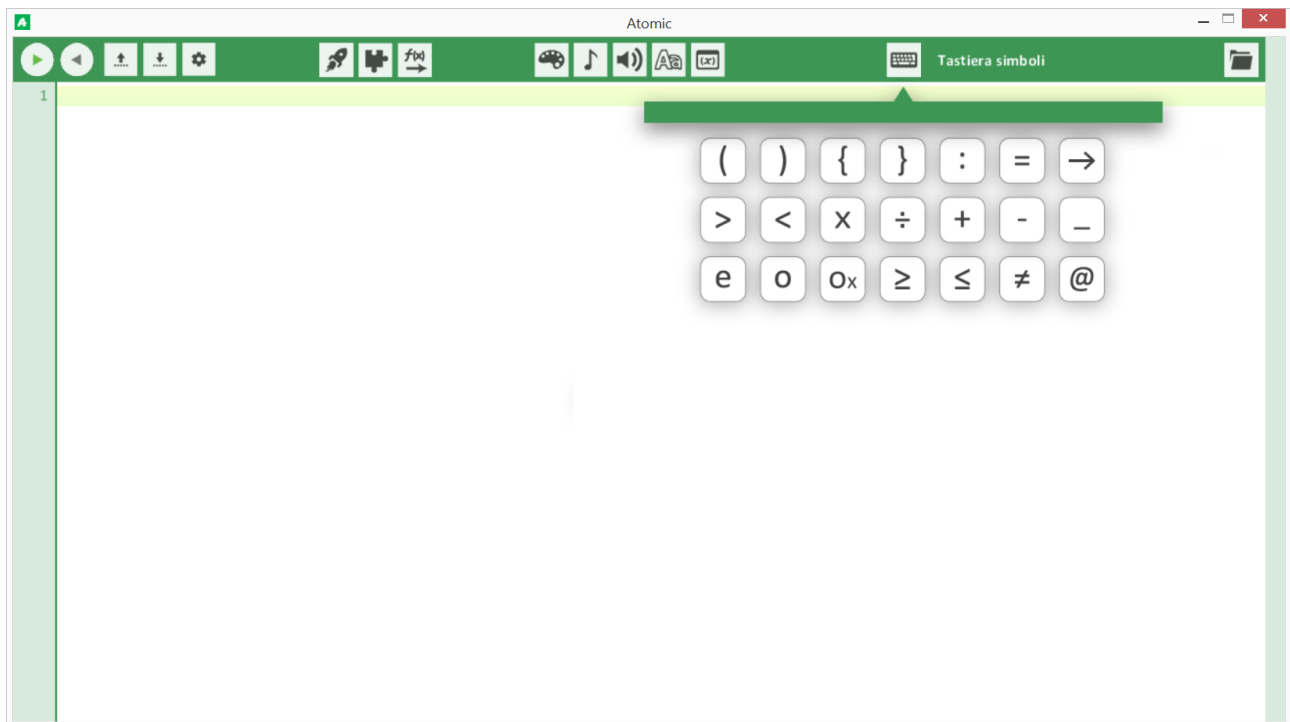 Atomic
f(x) (x) Tastiera simboli
1
( ) { } : = →
> < x ÷ + - _
e o ox ≥ ≤ ≠ @